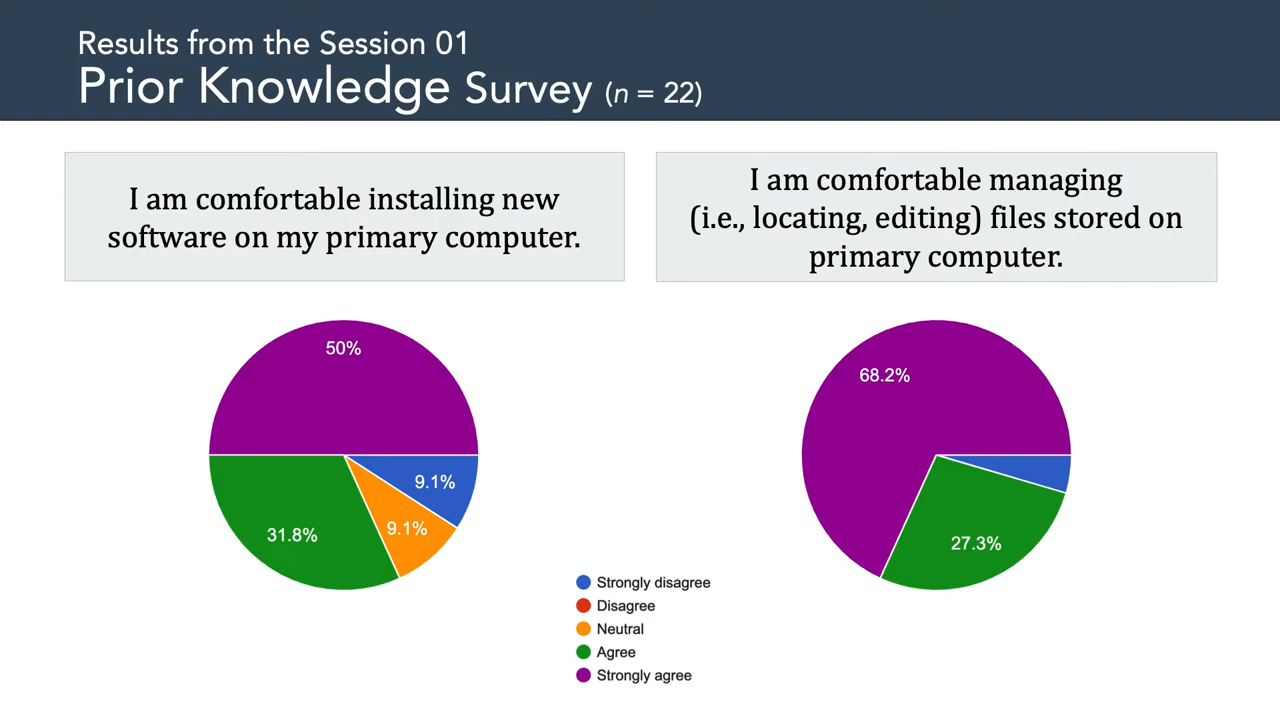 Results from the Session 01
Prior Knowledge Survey (n = 22)
I am comfortable installing new
software on my primary computer.
I am comfortable managing
(i.e., locating, editing) files stored on
primary computer.
50%
9.1%
9.1%
31.8%
68.2%
27.3%
Strongly disagree
Disagree
Neutral
Agree
Strongly agree